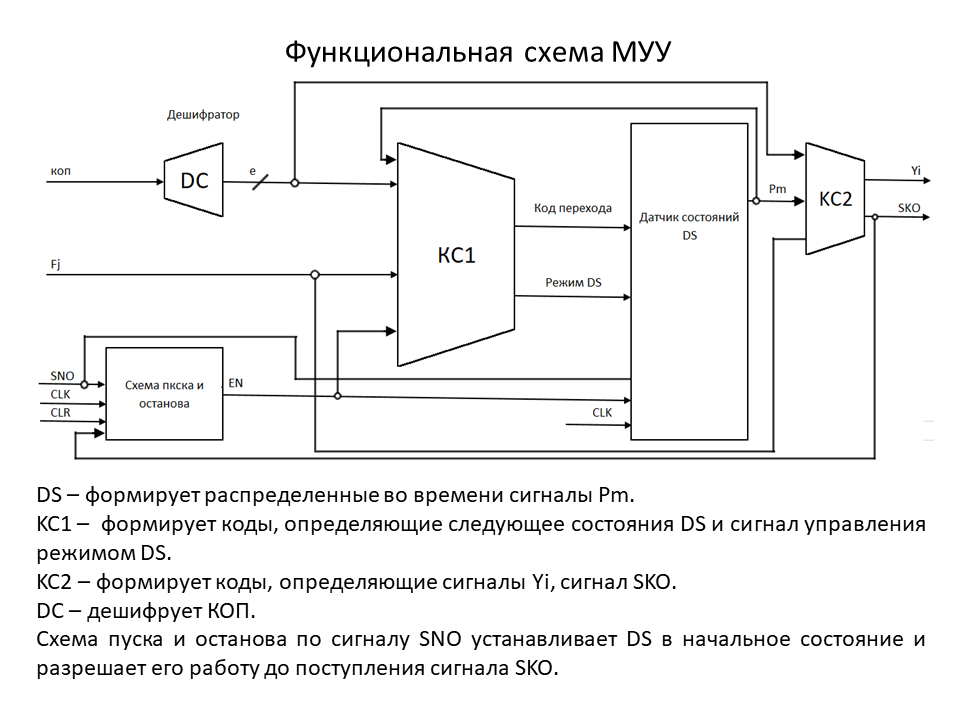 Функциональная схема МУУ
Дешифратор
коп
DC
e
Код перехода
Датчик состояний
DS
Pm
КС2
Yi
SKO
КС1
Fj
Режим DS
SNO
CLK
CLR
Схема пкска и
останова
EN
CLK
DS – формирует распределенные во времени сигналы Pm.
КС1 – формирует коды, определяющие следующее состояния DS и сигнал управления
режимом DS.
КС2 – формирует коды, определяющие сигналы Yi, сигнал SKO.
DC – дешифрует КОП.
Схема пуска и останова по сигналу SNO устанавливает DS в начальное состояние и
разрешает его работу до поступления сигнала SKO.